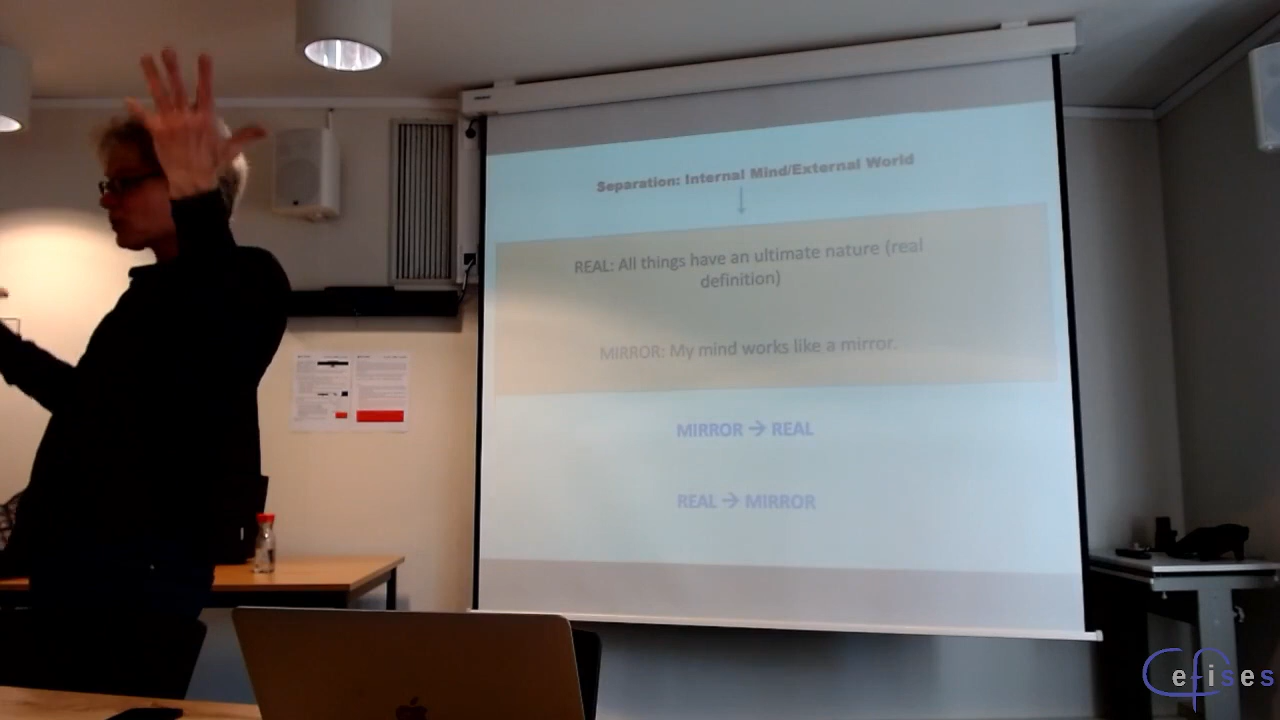 Separation: Internal Mind/External World
REAL: All things have an ultimate nature (real
definition)
MIRROR: My mind works like a mirror.
MIRROR → REAL
REAL → MIRROR
Cefises